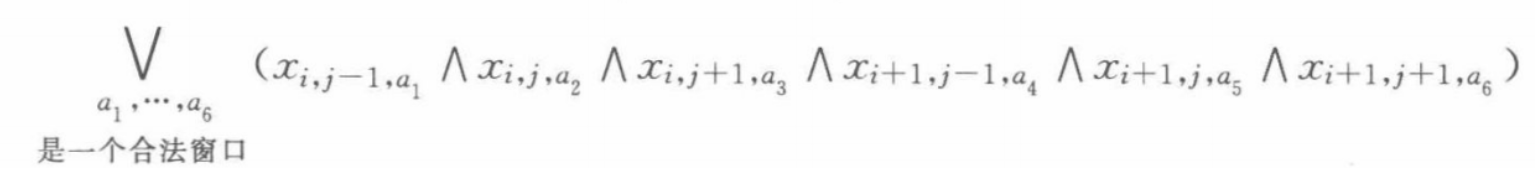 ⋁ (x_{i,j−1,a_1} ∧ x_{i,j,a_2} ∧ x_{i,j+1,a_3} ∧ x_{i+1,j−1,a_4} ∧ x_{i+1,j,a_5} ∧ x_{i+1,j+1,a_6})
a_1,⋯,a_6
是一个合法窗口